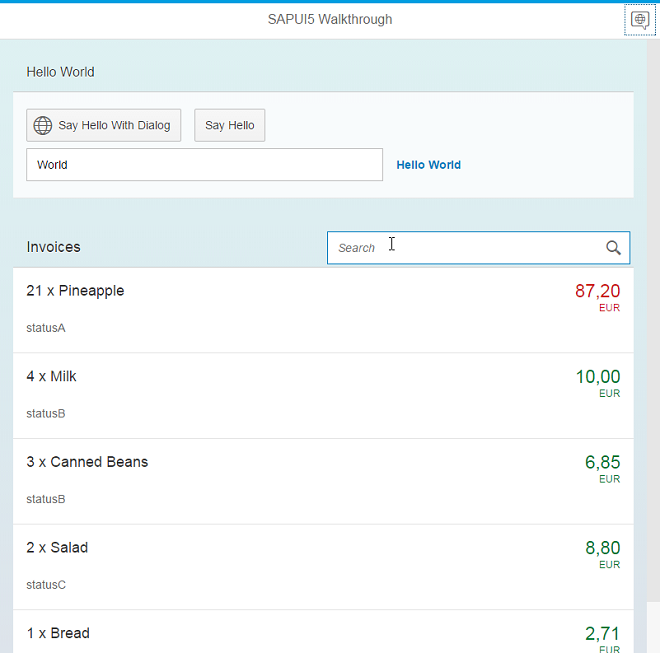 SAPUI5 Walkthrough
Hello World
Say Hello With Dialog
Say Hello
World
Hello World
Invoices
Search
21 x Pineapple
87,20
EUR
statusA
4 x Milk
10,00
EUR
statusB
3 x Canned Beans
6,85
EUR
statusB
2 x Salad
8,80
EUR
statusC
1 x Bread
2,71
EUR